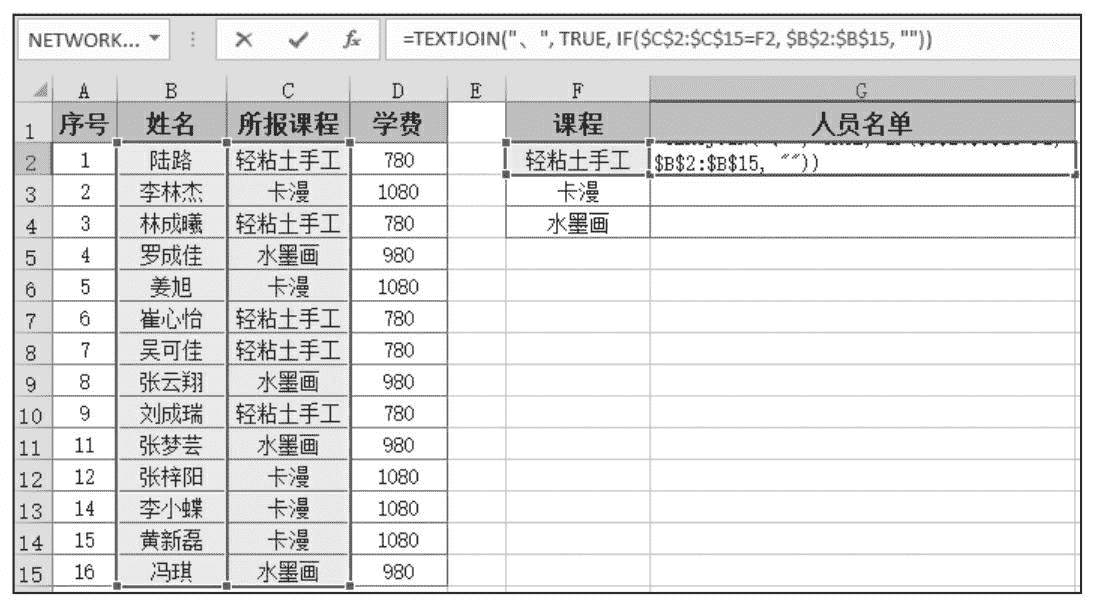 NETWORK... =TEXTJOIN("、", TRUE, IF($C$2:$C$15=F2, $B$2:$B$15, ""))
A B C D E F G
1 序号 姓名 所报课程 学费 课程 人员名单
2 1 陆路 轻粘土手工 780 轻粘土手工 $B$2:$B$15, ""))
3 2 李林杰 卡漫 1080 卡漫
4 3 林成曦 轻粘土手工 780 水墨画
5 4 罗成佳 水墨画 980
6 5 姜旭 卡漫 1080
7 6 崔心怡 轻粘土手工 780
8 7 吴可佳 轻粘土手工 780
9 8 张云翔 水墨画 980
10 9 刘成瑞 轻粘土手工 780
11 11 张梦芸 水墨画 980
12 12 张梓阳 卡漫 1080
13 14 李小蝶 卡漫 1080
14 15 黄新磊 卡漫 1080
15 16 冯琪 水墨画 980